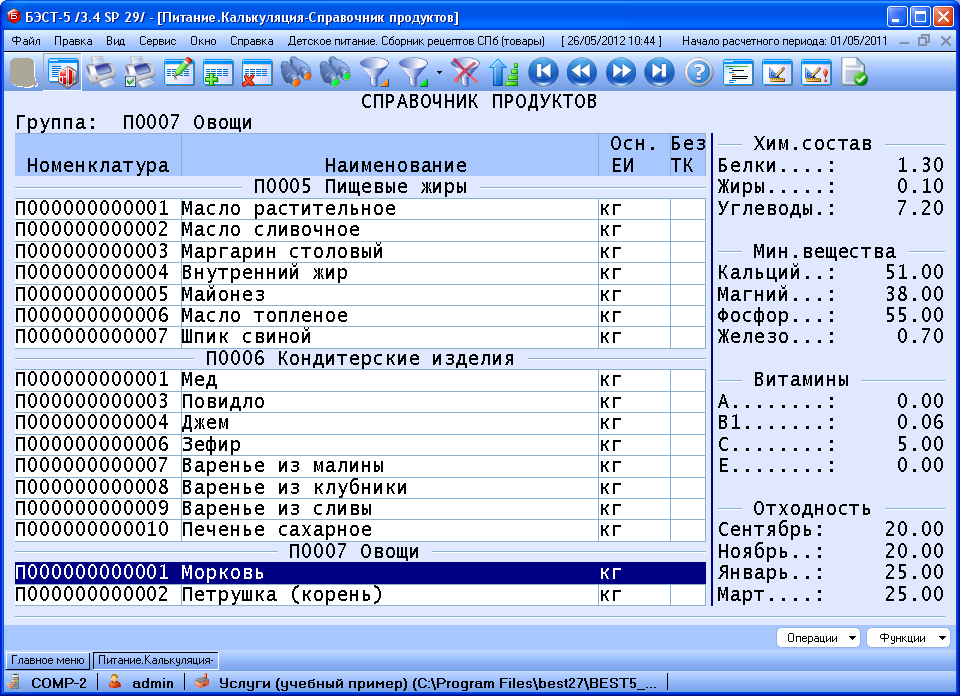 БЭСТ-5 /3.4 SP 29/ - [Питание.Калькуляция-Справочник продуктов]
Файл Правка Вид Сервис Окно Справка Детское питание. Сборник рецептов СПб (товары) [ 26/05/2012 10:44 ] Начало расчетного периода: 01/05/2011
СПРАВОЧНИК ПРОДУКТОВ
Группа: П0007 Овощи
Номенклатура Наименование Осн. ЕИ Без ТК
П0005 Пищевые жиры
П000000000001 Масло растительное кг
П000000000002 Масло сливочное кг
П000000000003 Маргарин столовый кг
П000000000004 Внутренний жир кг
П000000000005 Майонез кг
П000000000006 Масло топленое кг
П000000000007 Шпик свиной кг
П0006 Кондитерские изделия
П000000000001 Мед кг
П000000000003 Повидло кг
П000000000004 Джем кг
П000000000006 Зефир кг
П000000000007 Варенье из малины кг
П000000000008 Варенье из клубники кг
П000000000009 Варенье из сливы кг
П000000000010 Печенье сахарное кг
П0007 Овощи
П000000000001 Морковь кг
П000000000002 Петрушка (корень) кг
Хим.состав
Белки....: 1.30
Жиры.....: 0.10
Углеводы.: 7.20
Мин.вещества
Кальций..: 51.00
Магний...: 38.00
Фосфор...: 55.00
Железо...: 0.70
Витамины
А........: 0.00
В1.......: 0.06
С........: 5.00
Е........: 0.00
Отходность
Сентябрь: 20.00
Ноябрь..: 20.00
Январь..: 25.00
Март....: 25.00
Операции Функции
Главное меню Питание.Калькуляция-
COMP-2 admin Услуги (учебный пример) (C:\Program Files\best27\BEST5_...